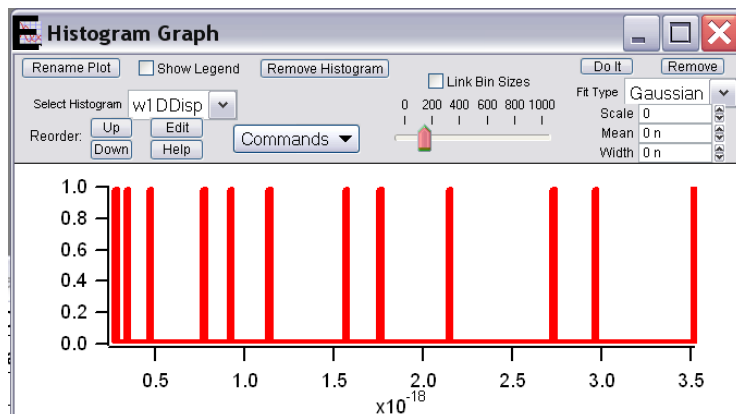 Histogram Graph
Rename Plot Show Legend Remove Histogram Do It Remove
Link Bin Sizes
Select Histogram w1DDisp Fit Type Gaussian
0 200 400 600 800 1000
Scale 0
Reorder: Up Edit Commands Mean 0 n
Down Help Width 0 n
1.0
0.8
0.6
0.4
0.2
0.0
0.5 1.0 1.5 2.0 2.5 3.0 3.5
x10^-18